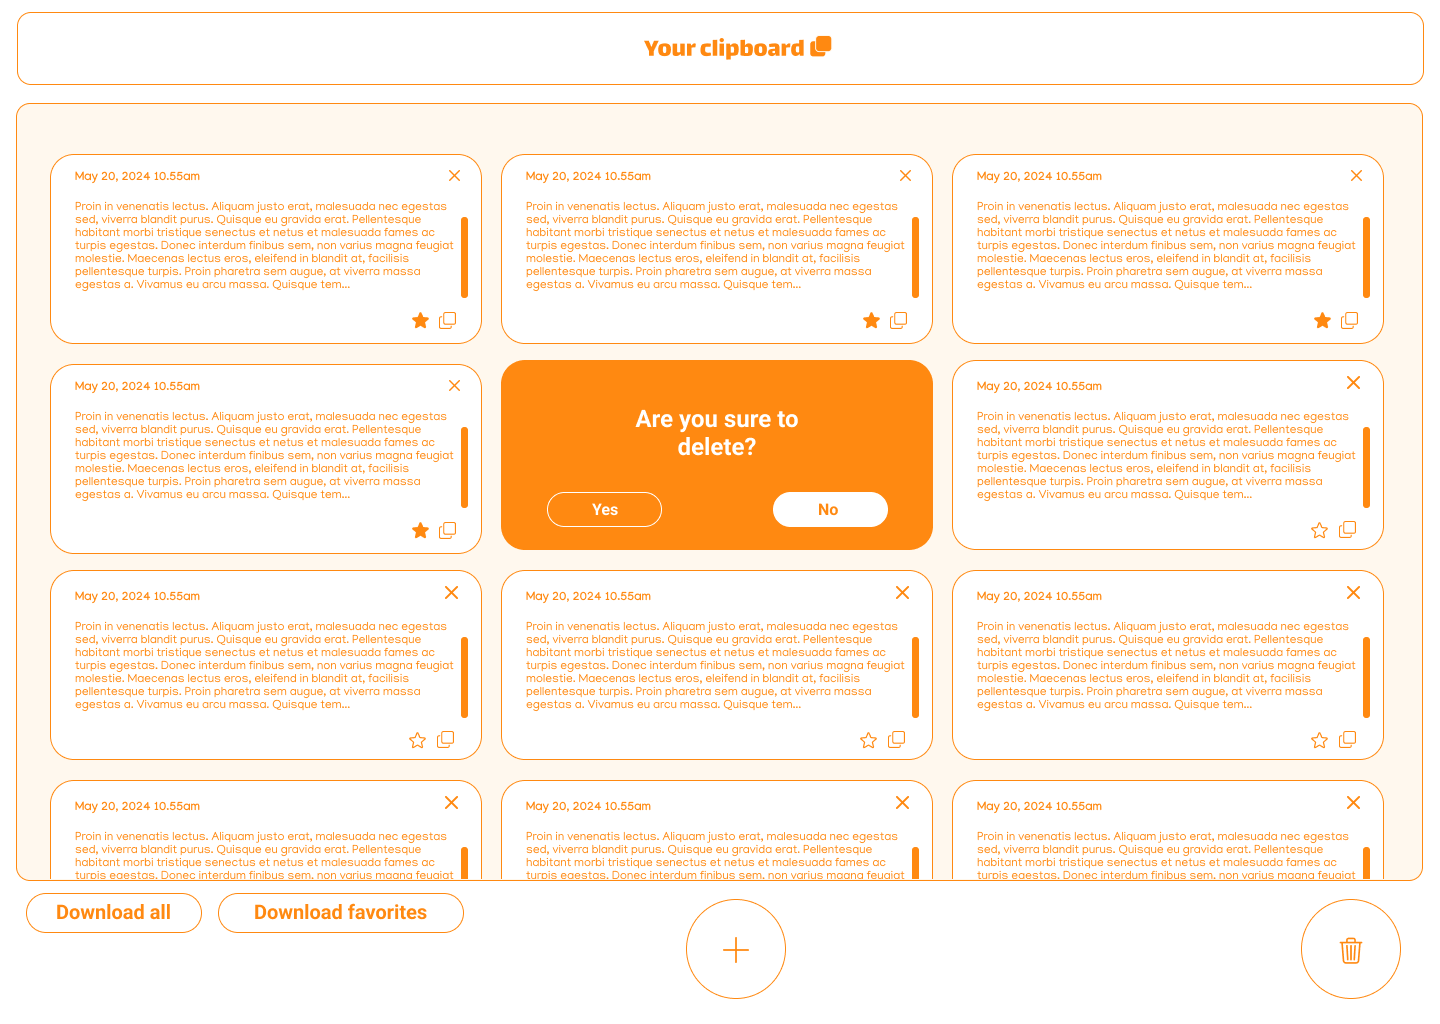 Your clipboard
May 20, 2024 10.55am
Proin in venenatis lectus. Aliquam justo erat, malesuada nec egestas
sed, viverra blandit purus. Quisque eu gravida erat. Pellentesque
habitant morbi tristique senectus et netus et malesuada fames ac
turpis egestas. Donec interdum finibus sem, non varius magna feugiat
molestie. Maecenas lectus eros, eleifend in blandit at, facilisis
pellentesque turpis. Proin pharetra sem augue, at viverra massa
egestas a. Vivamus eu arcu massa. Quisque tem...
May 20, 2024 10.55am
Proin in venenatis lectus. Aliquam justo erat, malesuada nec egestas
sed, viverra blandit purus. Quisque eu gravida erat. Pellentesque
habitant morbi tristique senectus et netus et malesuada fames ac
turpis egestas. Donec interdum finibus sem, non varius magna feugiat
molestie. Maecenas lectus eros, eleifend in blandit at, facilisis
pellentesque turpis. Proin pharetra sem augue, at viverra massa
egestas a. Vivamus eu arcu massa. Quisque tem...
May 20, 2024 10.55am
Proin in venenatis lectus. Aliquam justo erat, malesuada nec egestas
sed, viverra blandit purus. Quisque eu gravida erat. Pellentesque
habitant morbi tristique senectus et netus et malesuada fames ac
turpis egestas. Donec interdum finibus sem, non varius magna feugiat
molestie. Maecenas lectus eros, eleifend in blandit at, facilisis
pellentesque turpis. Proin pharetra sem augue, at viverra massa
egestas a. Vivamus eu arcu massa. Quisque tem...
May 20, 2024 10.55am
Proin in venenatis lectus. Aliquam justo erat, malesuada nec egestas
sed, viverra blandit purus. Quisque eu gravida erat. Pellentesque
habitant morbi tristique senectus et netus et malesuada fames ac
turpis egestas. Donec interdum finibus sem, non varius magna feugiat
molestie. Maecenas lectus eros, eleifend in blandit at, facilisis
pellentesque turpis. Proin pharetra sem augue, at viverra massa
egestas a. Vivamus eu arcu massa. Quisque tem...
Are you sure to
delete?
Yes
No
May 20, 2024 10.55am
Proin in venenatis lectus. Aliquam justo erat, malesuada nec egestas
sed, viverra blandit purus. Quisque eu gravida erat. Pellentesque
habitant morbi tristique senectus et netus et malesuada fames ac
turpis egestas. Donec interdum finibus sem, non varius magna feugiat
molestie. Maecenas lectus eros, eleifend in blandit at, facilisis
pellentesque turpis. Proin pharetra sem augue, at viverra massa
egestas a. Vivamus eu arcu massa. Quisque tem...
May 20, 2024 10.55am
Proin in venenatis lectus. Aliquam justo erat, malesuada nec egestas
sed, viverra blandit purus. Quisque eu gravida erat. Pellentesque
habitant morbi tristique senectus et netus et malesuada fames ac
turpis egestas. Donec interdum finibus sem, non varius magna feugiat
molestie. Maecenas lectus eros, eleifend in blandit at, facilisis
pellentesque turpis. Proin pharetra sem augue, at viverra massa
egestas a. Vivamus eu arcu massa. Quisque tem...
May 20, 2024 10.55am
Proin in venenatis lectus. Aliquam justo erat, malesuada nec egestas
sed, viverra blandit purus. Quisque eu gravida erat. Pellentesque
habitant morbi tristique senectus et netus et malesuada fames ac
turpis egestas. Donec interdum finibus sem, non varius magna feugiat
molestie. Maecenas lectus eros, eleifend in blandit at, facilisis
pellentesque turpis. Proin pharetra sem augue, at viverra massa
egestas a. Vivamus eu arcu massa. Quisque tem...
May 20, 2024 10.55am
Proin in venenatis lectus. Aliquam justo erat, malesuada nec egestas
sed, viverra blandit purus. Quisque eu gravida erat. Pellentesque
habitant morbi tristique senectus et netus et malesuada fames ac
turpis egestas. Donec interdum finibus sem, non varius magna feugiat
molestie. Maecenas lectus eros, eleifend in blandit at, facilisis
pellentesque turpis. Proin pharetra sem augue, at viverra massa
egestas a. Vivamus eu arcu massa. Quisque tem...
May 20, 2024 10.55am
Proin in venenatis lectus. Aliquam justo erat, malesuada nec egestas
sed, viverra blandit purus. Quisque eu gravida erat. Pellentesque
habitant morbi tristique senectus et netus et malesuada fames ac
turpis egestas. Donec interdum finibus sem, non varius magna feugiat
May 20, 2024 10.55am
Proin in venenatis lectus. Aliquam justo erat, malesuada nec egestas
sed, viverra blandit purus. Quisque eu gravida erat. Pellentesque
habitant morbi tristique senectus et netus et malesuada fames ac
turpis egestas. Donec interdum finibus sem, non varius magna feugiat
May 20, 2024 10.55am
Proin in venenatis lectus. Aliquam justo erat, malesuada nec egestas
sed, viverra blandit purus. Quisque eu gravida erat. Pellentesque
habitant morbi tristique senectus et netus et malesuada fames ac
turpis egestas. Donec interdum finibus sem, non varius magna feugiat
Download all
Download favorites